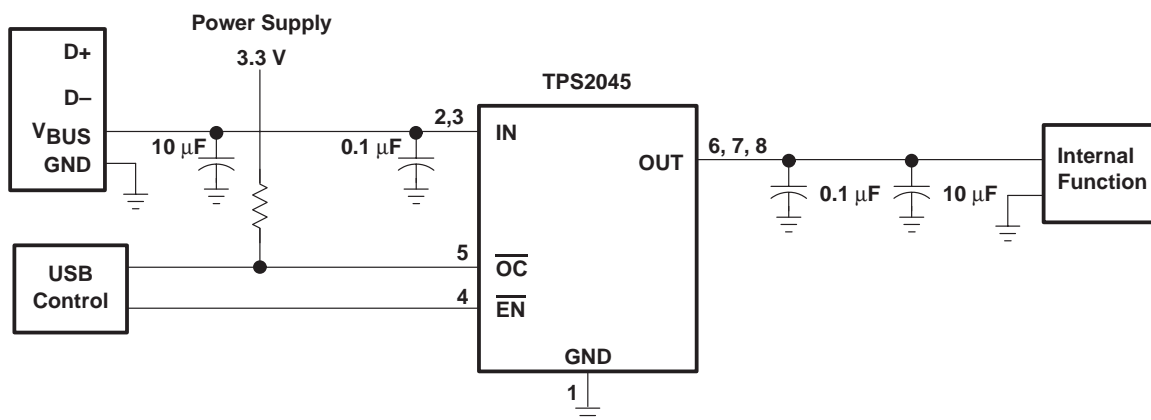 Power Supply
3.3 V
D+
D–
VBUS
GND
10 μF
0.1 μF
2,3
TPS2045
IN
OUT
6, 7, 8
0.1 μF
10 μF
Internal
Function
USB
Control
5
OC
4
EN
GND
1